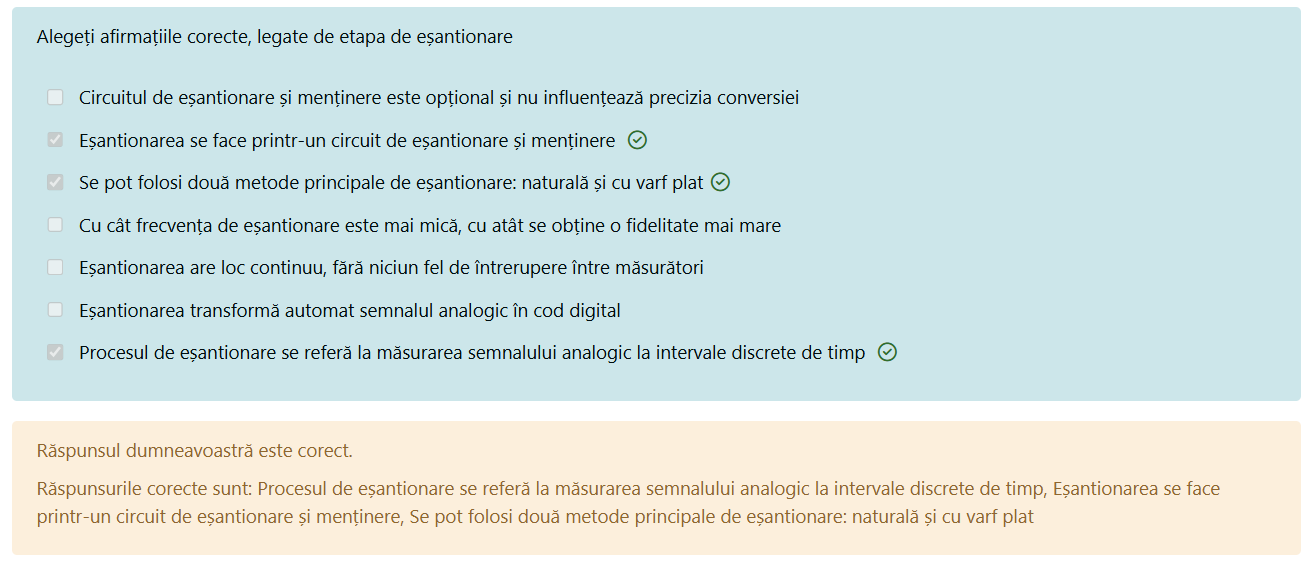 Alegeți afirmațiile corecte, legate de etapa de eșantionare
Circuitul de eșantionare și menținere este opțional și nu influențează precizia conversiei
Eșantionarea se face printr-un circuit de eșantionare și menținere
Se pot folosi două metode principale de eșantionare: naturală și cu varf plat
Cu cât frecvența de eșantionare este mai mică, cu atât se obține o fidelitate mai mare
Eșantionarea are loc continuu, fără niciun fel de întrerupere între măsurători
Eșantionarea transformă automat semnalul analogic în cod digital
Procesul de eșantionare se referă la măsurarea semnalului analogic la intervale discrete de timp
Răspunsul dumneavoastră este corect.
Răspunsurile corecte sunt: Procesul de eșantionare se referă la măsurarea semnalului analogic la intervale discrete de timp, Eșantionarea se face
printr-un circuit de eșantionare și menținere, Se pot folosi două metode principale de eșantionare: naturală și cu varf plat